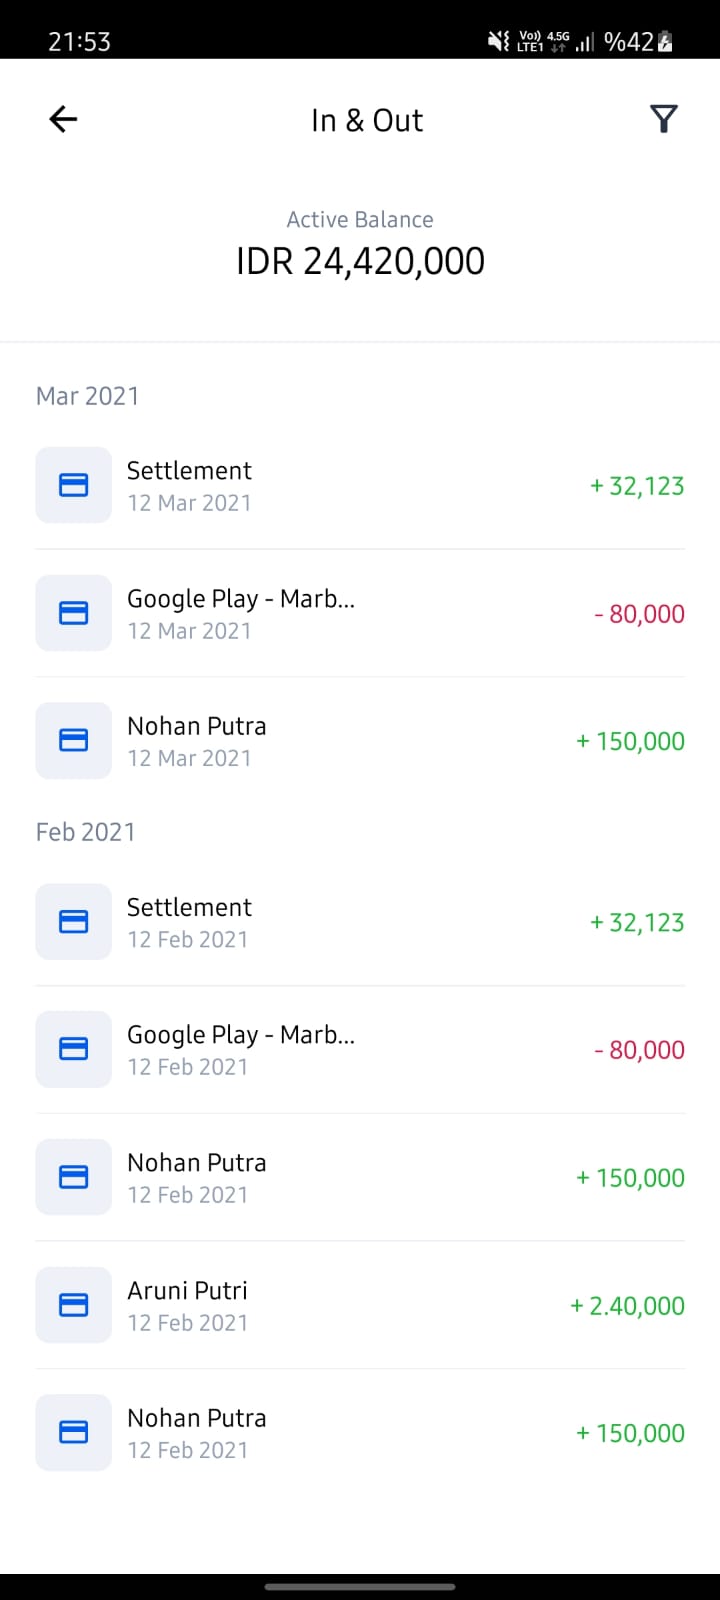 21:53 Vo)) 4.5G LTE1 %42
In & Out
Active Balance
IDR 24,420,000
Mar 2021
Settlement
12 Mar 2021
+ 32,123
Google Play - Marb...
12 Mar 2021
- 80,000
Nohan Putra
12 Mar 2021
+ 150,000
Feb 2021
Settlement
12 Feb 2021
+ 32,123
Google Play - Marb...
12 Feb 2021
- 80,000
Nohan Putra
12 Feb 2021
+ 150,000
Aruni Putri
12 Feb 2021
+ 2.40,000
Nohan Putra
12 Feb 2021
+ 150,000